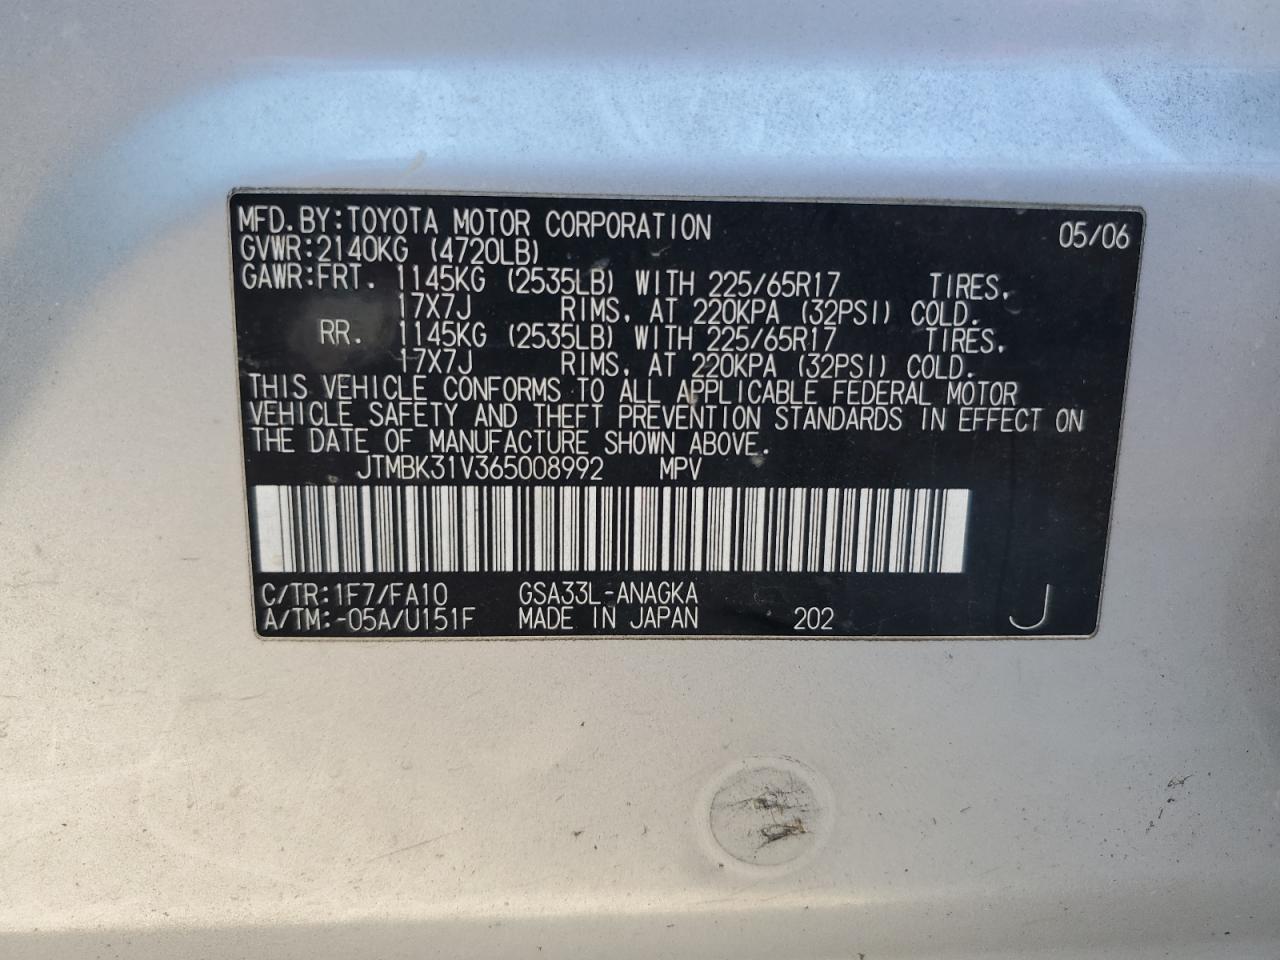 MFD.BY:TOYOTA MOTOR CORPORATION 05/06
GVWR:2140KG (4720LB)
GAWR:FRT. 1145KG (2535LB) WITH 225/65R17 TIRES,
17X7J RIMS, AT 220KPA (32PSI) COLD.
RR. 1145KG (2535LB) WITH 225/65R17 TIRES,
17X7J RIMS, AT 220KPA (32PSI) COLD.
THIS VEHICLE CONFORMS TO ALL APPLICABLE FEDERAL MOTOR
VEHICLE SAFETY AND THEFT PREVENTION STANDARDS IN EFFECT ON
THE DATE OF MANUFACTURE SHOWN ABOVE.
JTMBK31V365008992 MPV
C/TR:1F7/FA10 GSA33L-ANAGKA
A/TM:-05A/U151F MADE IN JAPAN 202 J